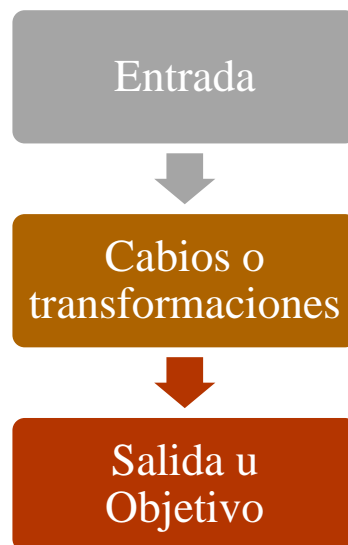 Entrada
Cabios o
transformaciones
Salida u
Objetivo